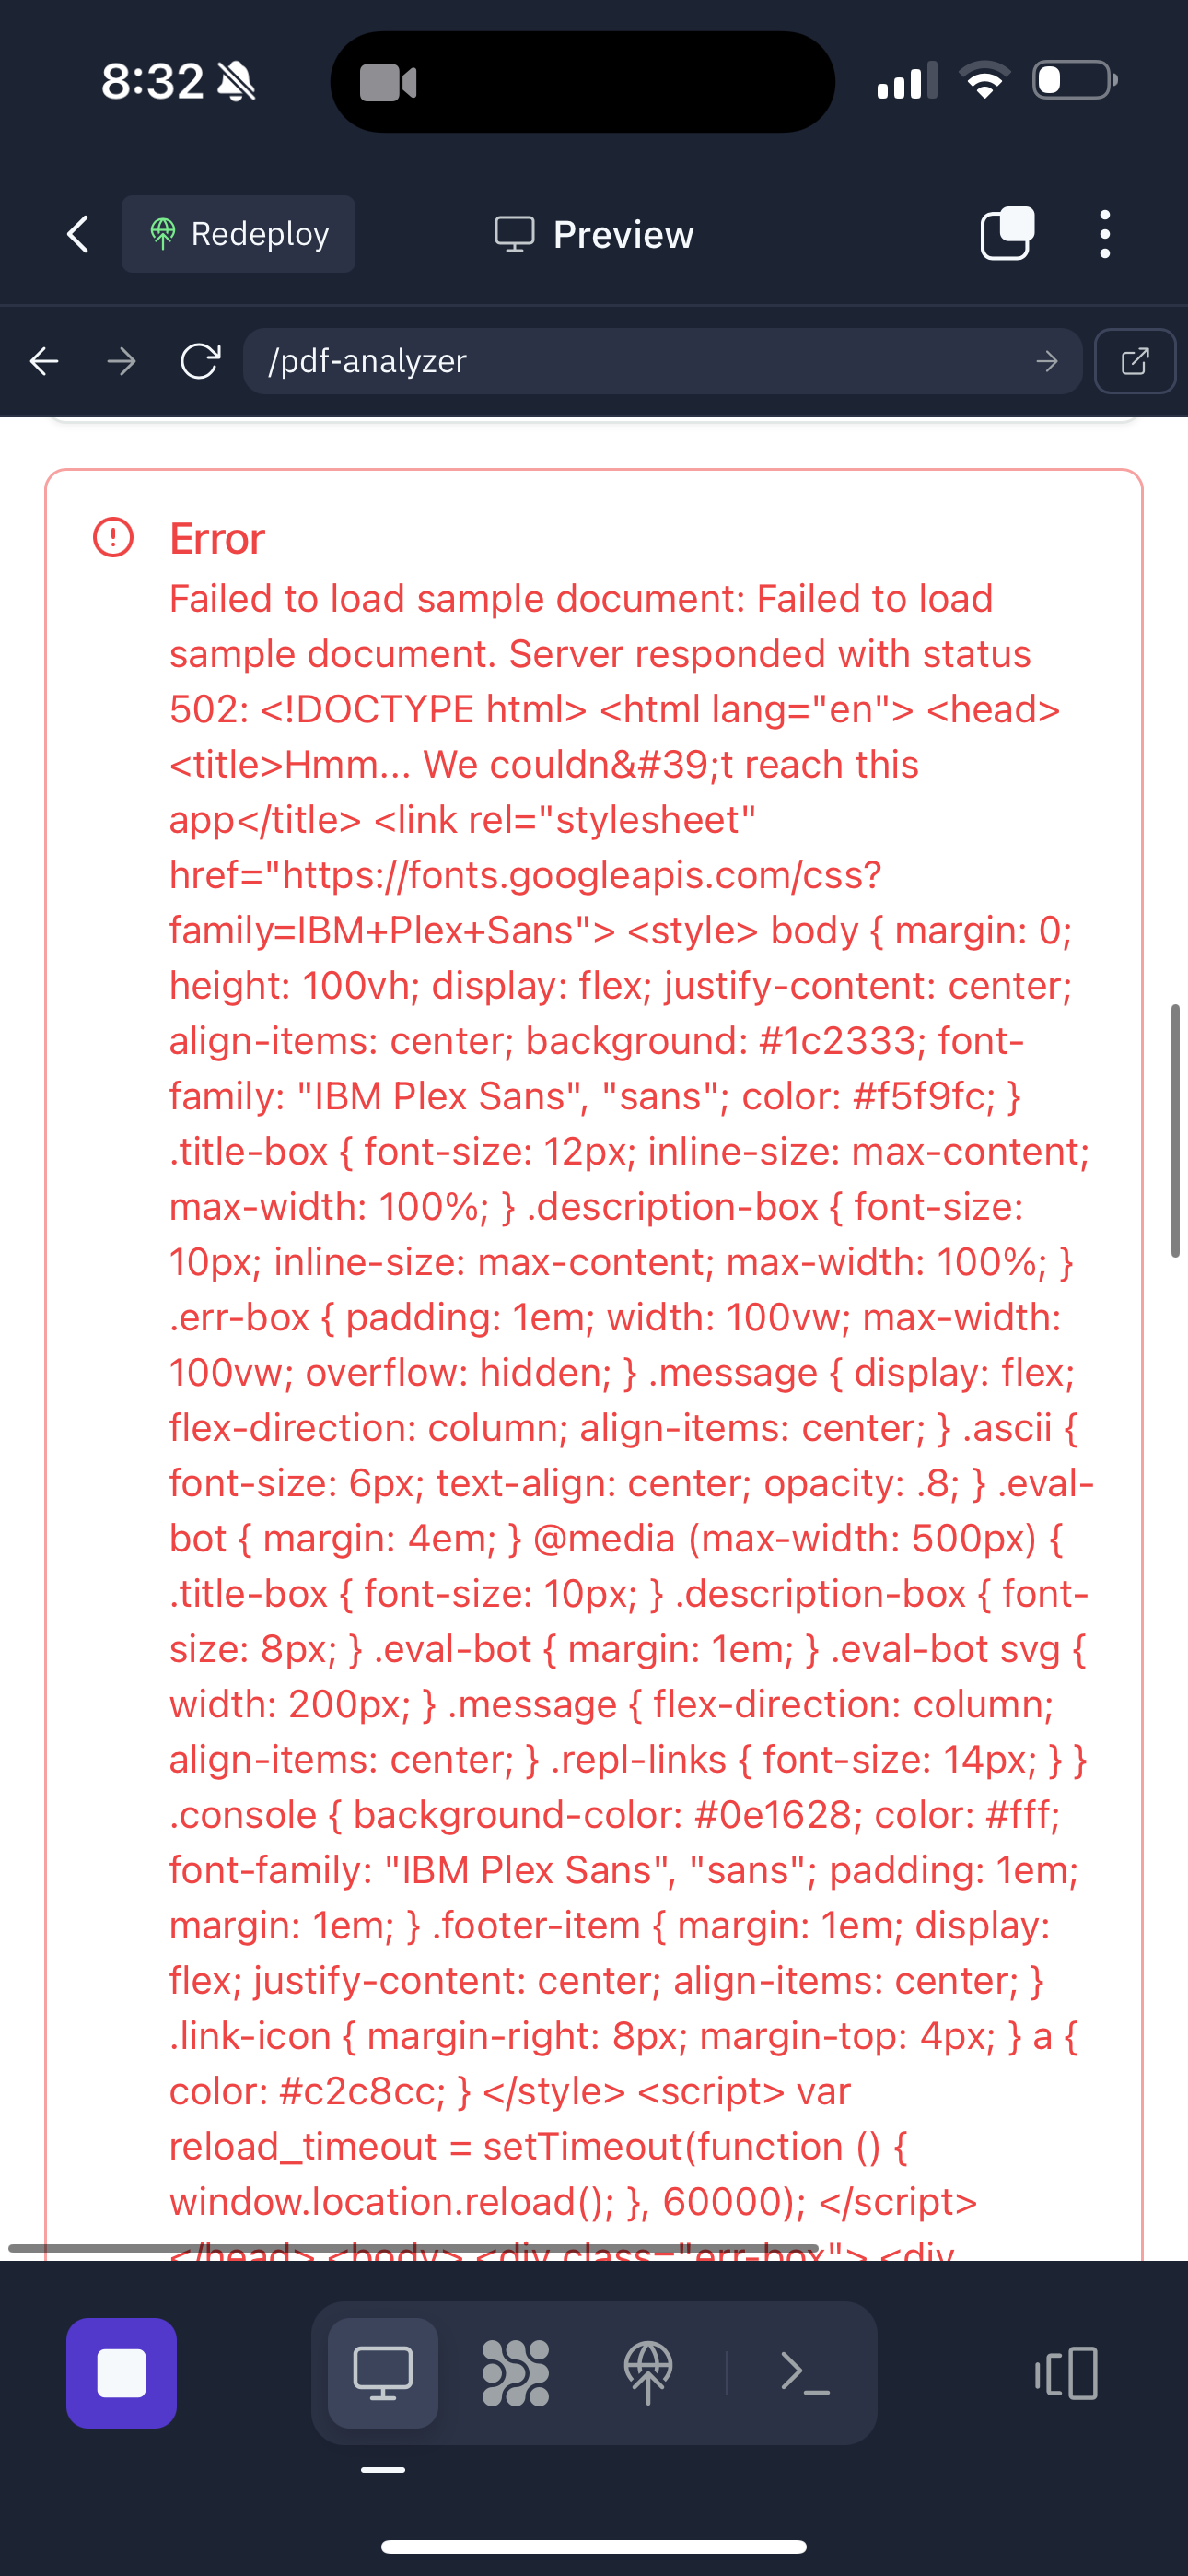 8:32
Redeploy
Preview
/pdf-analyzer
Error
Failed to load sample document: Failed to load
sample document. Server responded with status
502: <!DOCTYPE html> <html lang="en"> <head>
<title>Hmm... We couldn&#39;t reach this
app</title> <link rel="stylesheet"
href="https://fonts.googleapis.com/css?
family=IBM+Plex+Sans"> <style> body { margin: 0;
height: 100vh; display: flex; justify-content: center;
align-items: center; background: #1c2333; font-
family: "IBM Plex Sans", "sans"; color: #f5f9fc; }
.title-box { font-size: 12px; inline-size: max-content;
max-width: 100%; } .description-box { font-size:
10px; inline-size: max-content; max-width: 100%; }
.err-box { padding: 1em; width: 100vw; max-width:
100vw; overflow: hidden; } .message { display: flex;
flex-direction: column; align-items: center; } .ascii {
font-size: 6px; text-align: center; opacity: .8; } .eval-
bot { margin: 4em; } @media (max-width: 500px) {
.title-box { font-size: 10px; } .description-box { font-
size: 8px; } .eval-bot { margin: 1em; } .eval-bot svg {
width: 200px; } .message { flex-direction: column;
align-items: center; } .repl-links { font-size: 14px; } }
.console { background-color: #0e1628; color: #fff;
font-family: "IBM Plex Sans", "sans"; padding: 1em;
margin: 1em; } .footer-item { margin: 1em; display:
flex; justify-content: center; align-items: center; }
.link-icon { margin-right: 8px; margin-top: 4px; } a {
color: #c2c8cc; } </style> <script> var
reload_timeout = setTimeout(function () {
window.location.reload(); }, 60000); </script>
</head> <body> <div class="err-box"> <div